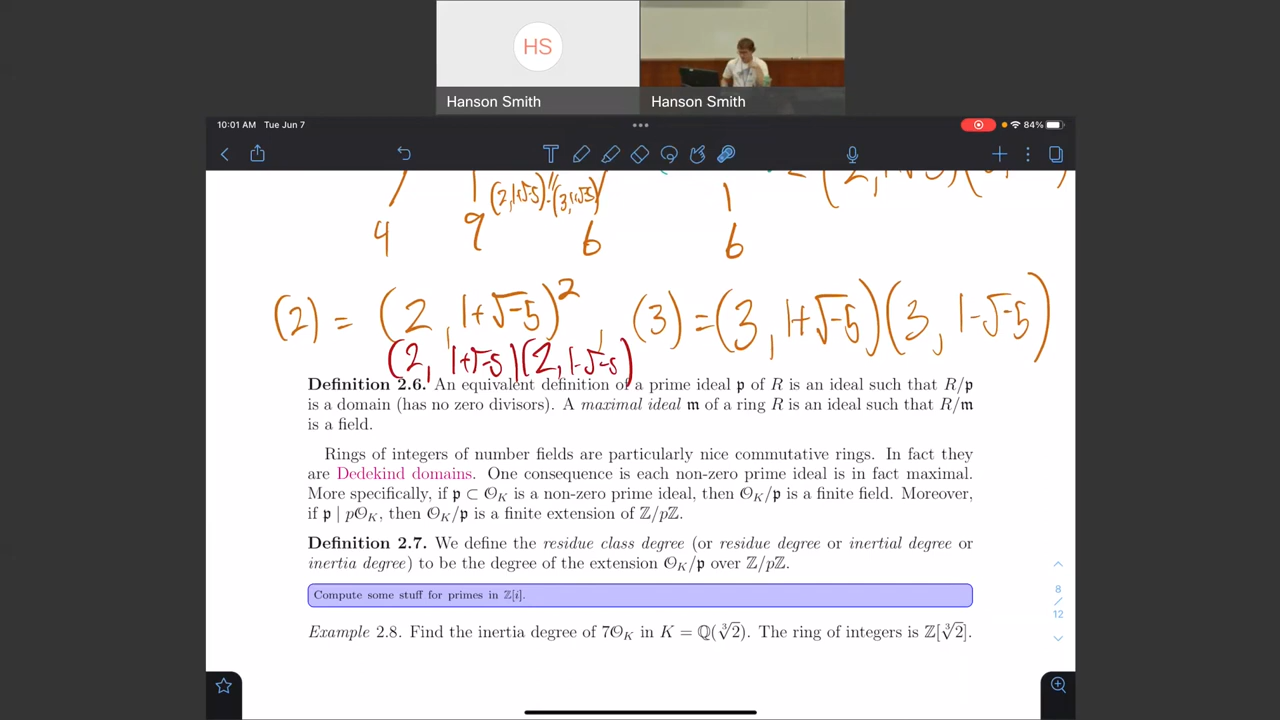 HS
Hanson Smith
Hanson Smith
10:01 AM Tue Jun 7
84%
(2, 1+√-5) (3, 1+√-5)
4 9 6 6
(2) = (2, 1+√-5)², (3) = (3, 1+√-5)(3, 1-√-5)
(2, 1+√-5)(2, 1-√-5)
Definition 2.6. An equivalent definition of a prime ideal 𝔭 of R is an ideal such that R/𝔭
is a domain (has no zero divisors). A maximal ideal 𝔪 of a ring R is an ideal such that R/𝔪
is a field.
Rings of integers of number fields are particularly nice commutative rings. In fact they
are Dedekind domains. One consequence is each non-zero prime ideal is in fact maximal.
More specifically, if 𝔭 ⊂ 𝒪_K is a non-zero prime ideal, then 𝒪_K/𝔭 is a finite field. Moreover,
if 𝔭 | p𝒪_K, then 𝒪_K/𝔭 is a finite extension of ℤ/pℤ.
Definition 2.7. We define the residue class degree (or residue degree or inertial degree or
inertia degree) to be the degree of the extension 𝒪_K/𝔭 over ℤ/pℤ.
Compute some stuff for primes in ℤ[i].
Example 2.8. Find the inertia degree of 7𝒪_K in K = ℚ(∛2). The ring of integers is ℤ[∛2].
8
/
12